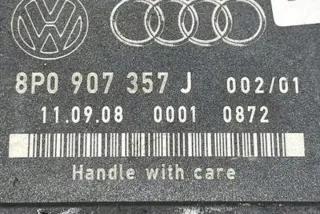 8P0 907 357 J 002/01
11.09.08 0001 0872
Handle with care